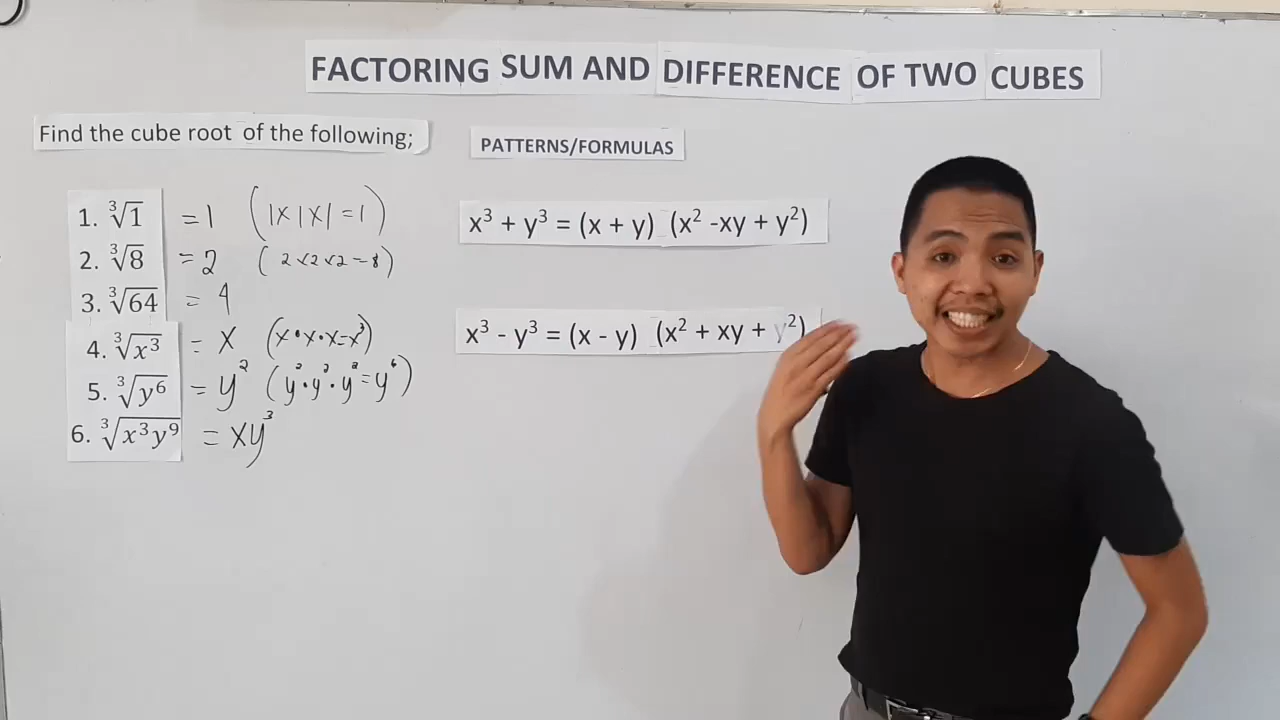 FACTORING SUM AND DIFFERENCE OF TWO CUBES
Find the cube root of the following;
1. ∛1 = 1 (1x1x1=1)
2. ∛8 = 2 (2x2x2=8)
3. ∛64 = 4
4. ∛x³ = x (x·x·x=x³)
5. ∛y⁶ = y² (y²·y²·y²=y⁶)
6. ∛x³y⁹ = xy³
PATTERNS/FORMULAS
x³ + y³ = (x + y) (x² -xy + y²)
x³ - y³ = (x - y) (x² + xy + y²)